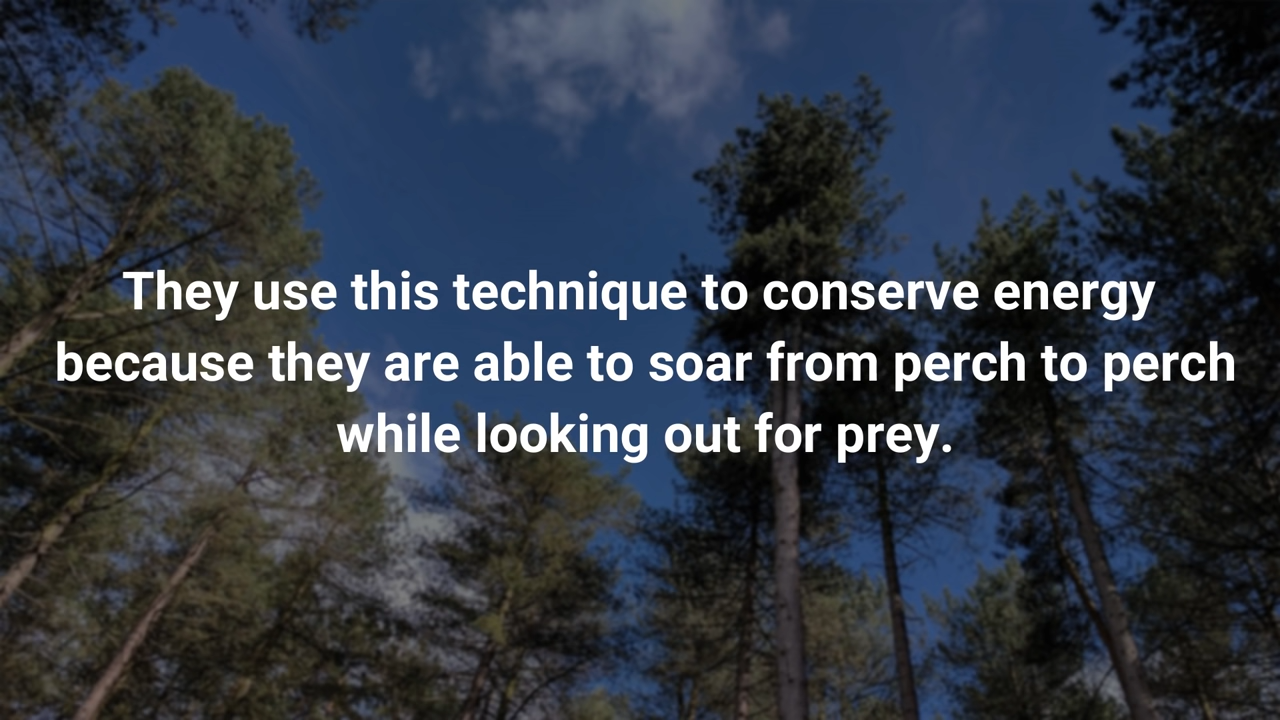 They use this technique to conserve energy
because they are able to soar from perch to perch
while looking out for prey.